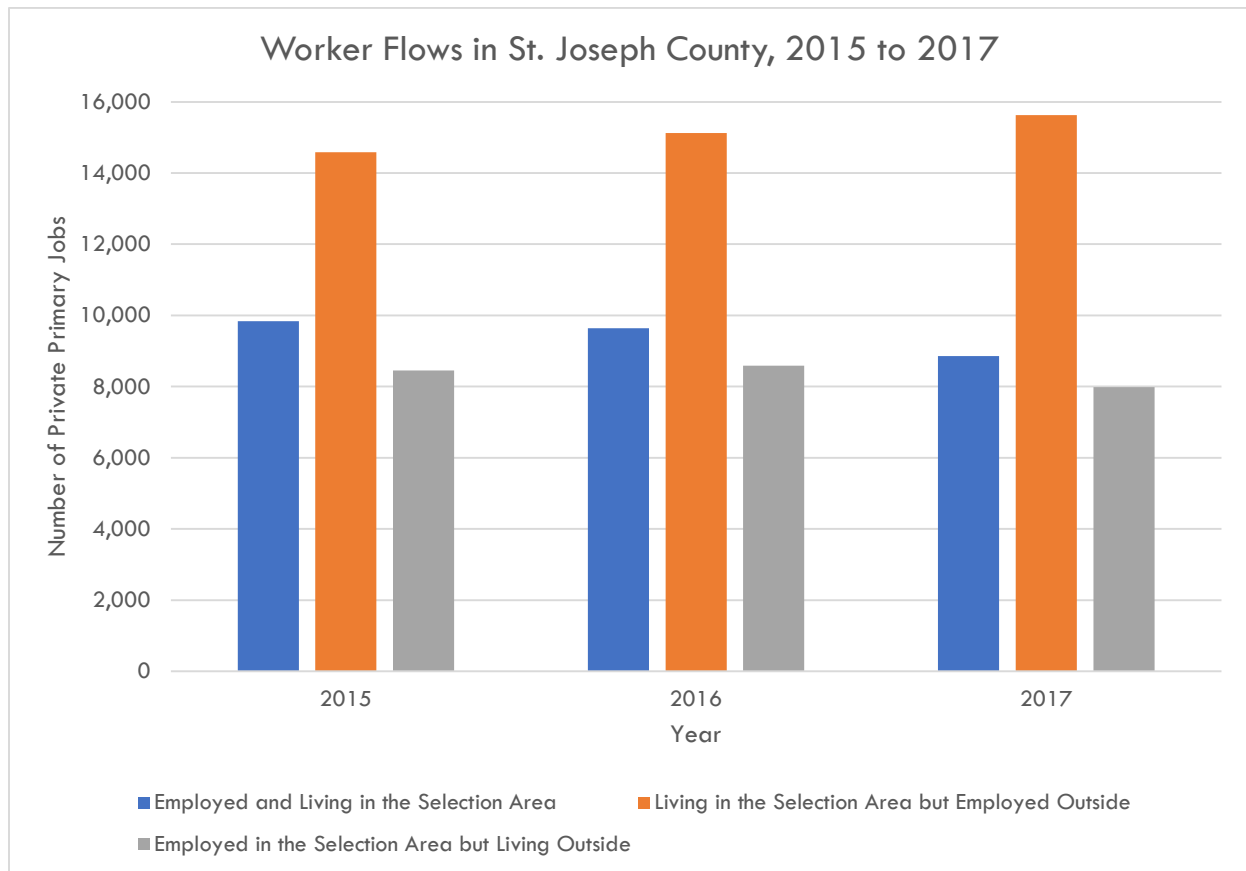 Worker Flows in St. Joseph County, 2015 to 2017
Number of Private Primary Jobs
16,000
14,000
12,000
10,000
8,000
6,000
4,000
2,000
0
2015 2016 2017
Year
Employed and Living in the Selection Area Living in the Selection Area but Employed Outside
Employed in the Selection Area but Living Outside